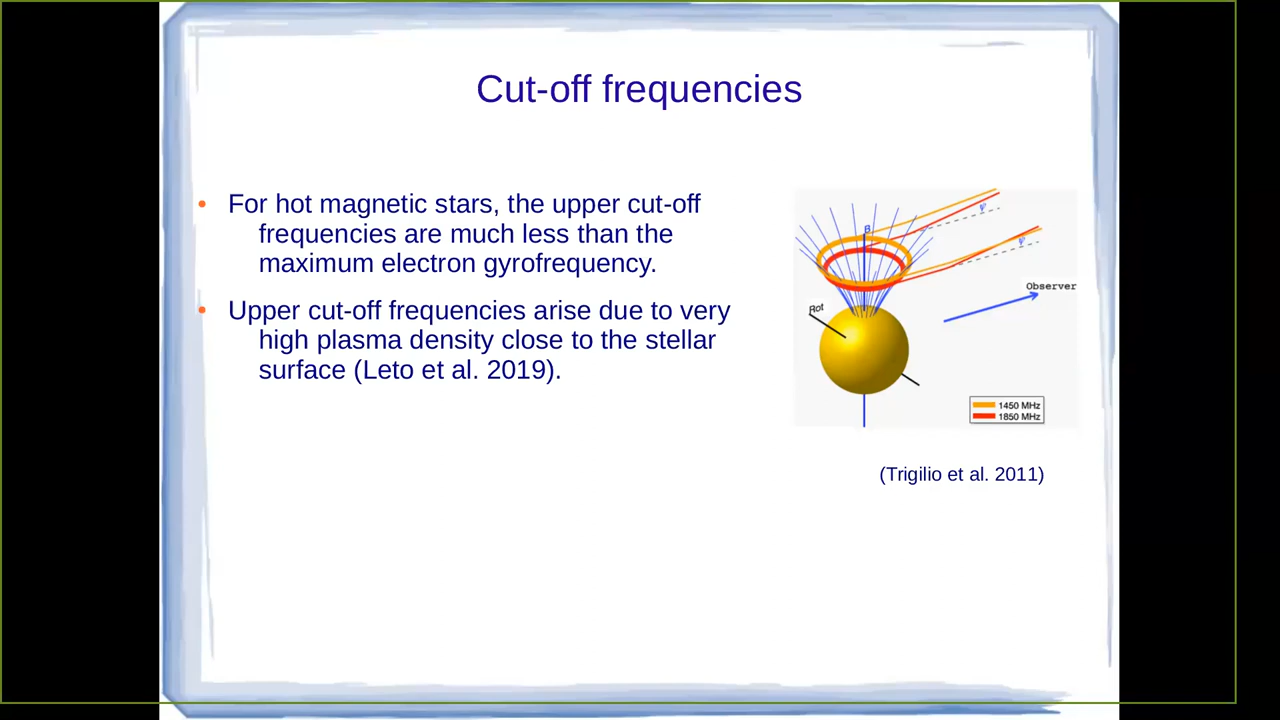 Cut-off frequencies
• For hot magnetic stars, the upper cut-off
frequencies are much less than the
maximum electron gyrofrequency.
• Upper cut-off frequencies arise due to very
high plasma density close to the stellar
surface (Leto et al. 2019).
B
ψ
ψ
Observer
Rot
1450 MHz
1850 MHz
(Trigilio et al. 2011)